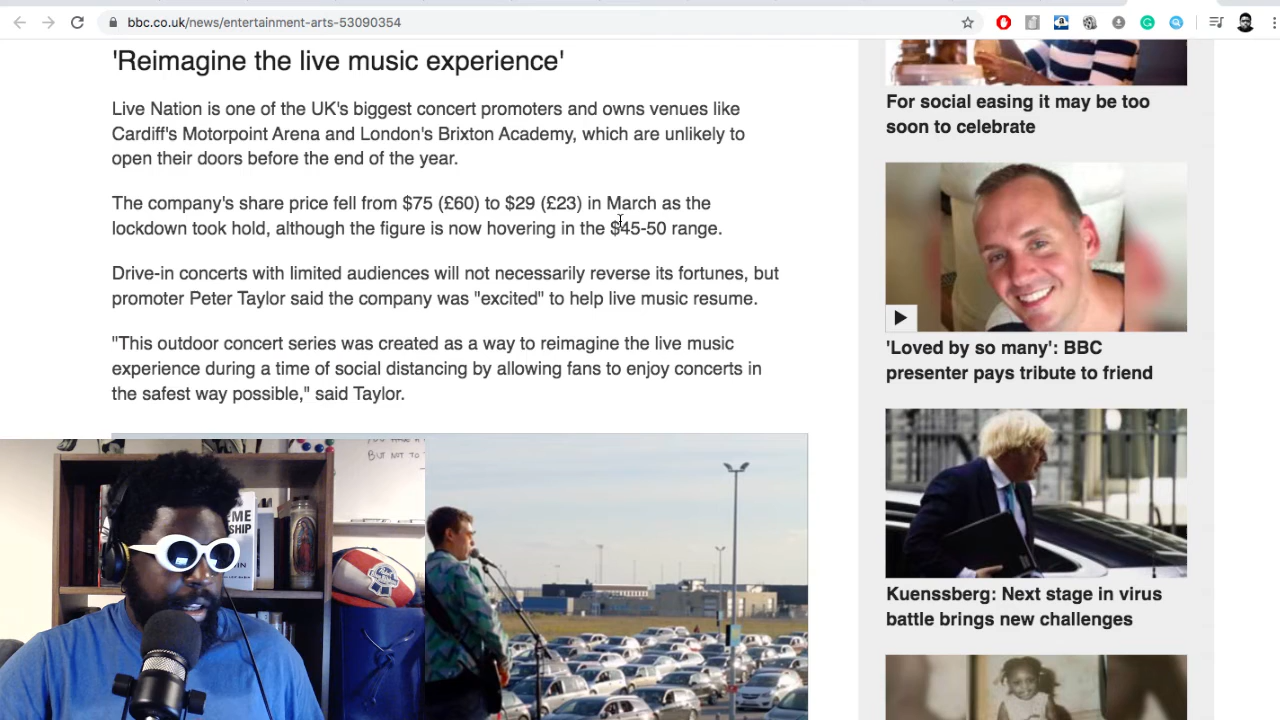 bbc.co.uk/news/entertainment-arts-53090354
'Reimagine the live music experience'
Live Nation is one of the UK's biggest concert promoters and owns venues like
Cardiff's Motorpoint Arena and London's Brixton Academy, which are unlikely to
open their doors before the end of the year.
The company's share price fell from $75 (£60) to $29 (£23) in March as the
lockdown took hold, although the figure is now hovering in the $45-50 range.
Drive-in concerts with limited audiences will not necessarily reverse its fortunes, but
promoter Peter Taylor said the company was "excited" to help live music resume.
"This outdoor concert series was created as a way to reimagine the live music
experience during a time of social distancing by allowing fans to enjoy concerts in
the safest way possible," said Taylor.
For social easing it may be too
soon to celebrate
'Loved by so many': BBC
presenter pays tribute to friend
Kuenssberg: Next stage in virus
battle brings new challenges
BUT NOT TO